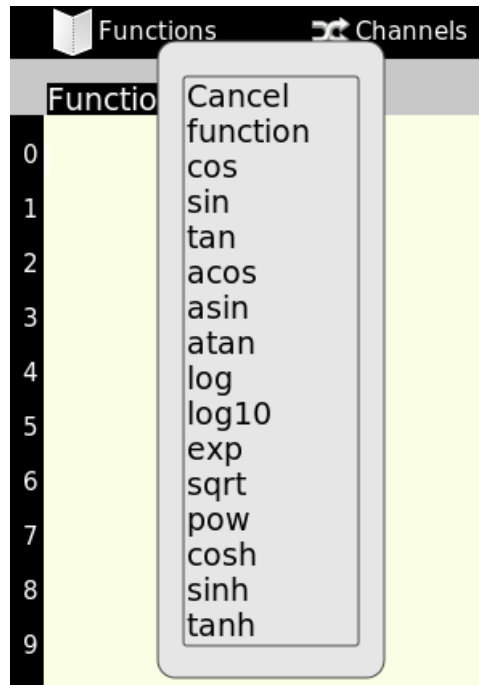 Functions
Channels
Functio
Cancel
function
cos
sin
tan
acos
asin
atan
log
log10
exp
sqrt
pow
cosh
sinh
tanh
0
1
2
3
4
5
6
7
8
9